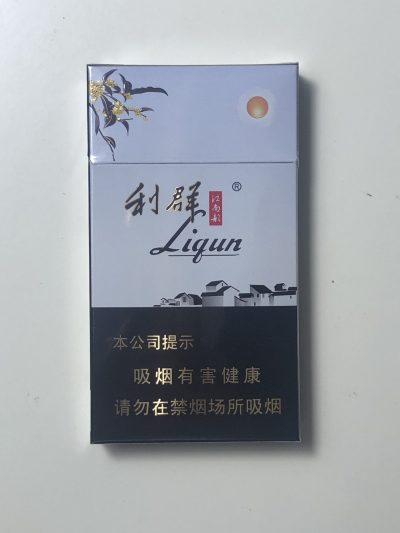 利群®
江南韵
Liqun
本公司提示
吸烟有害健康
请勿在禁烟场所吸烟